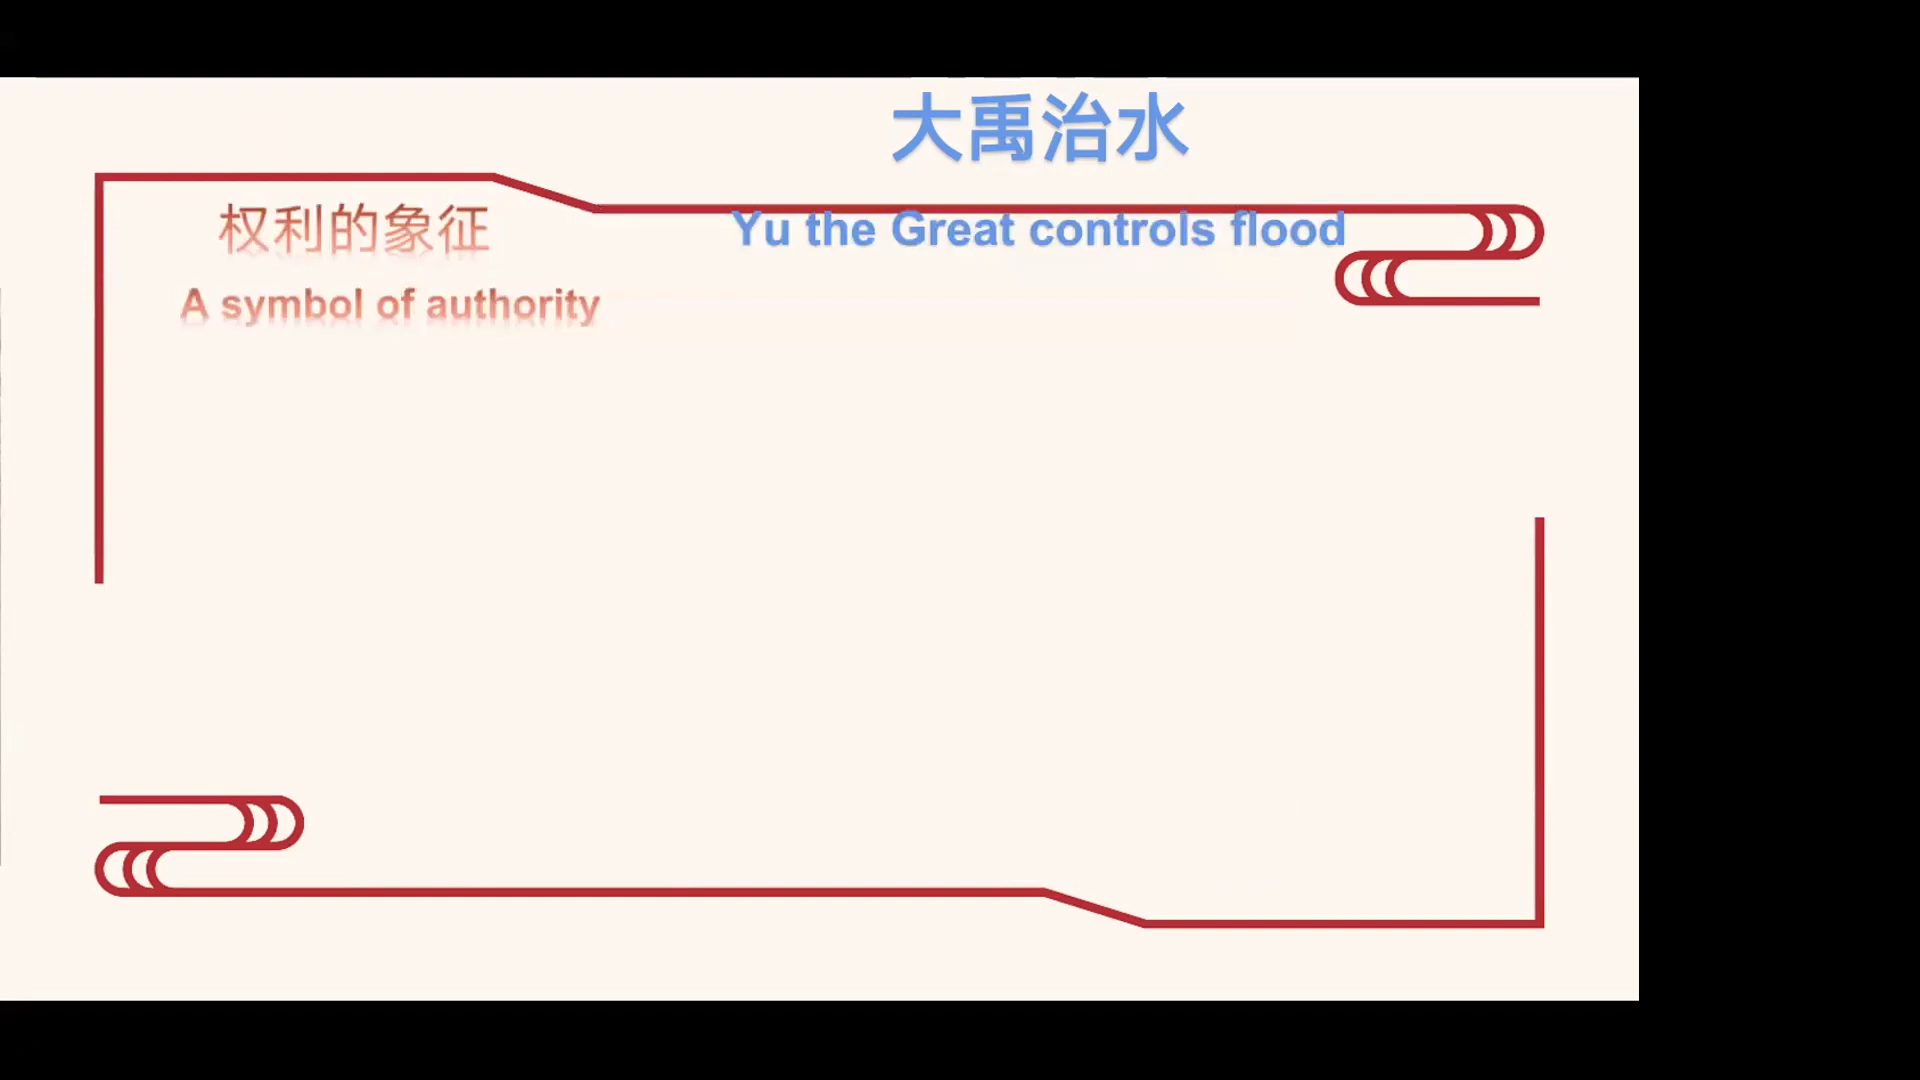 大禹治水
权利的象征
Yu the Great controls flood
A symbol of authority